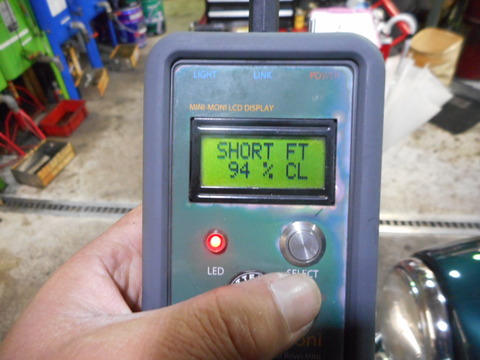 LIGHT LINK POWER
MINI-MONI LCD DISPLAY
SHORT FT
94 % CL
LED SELECT